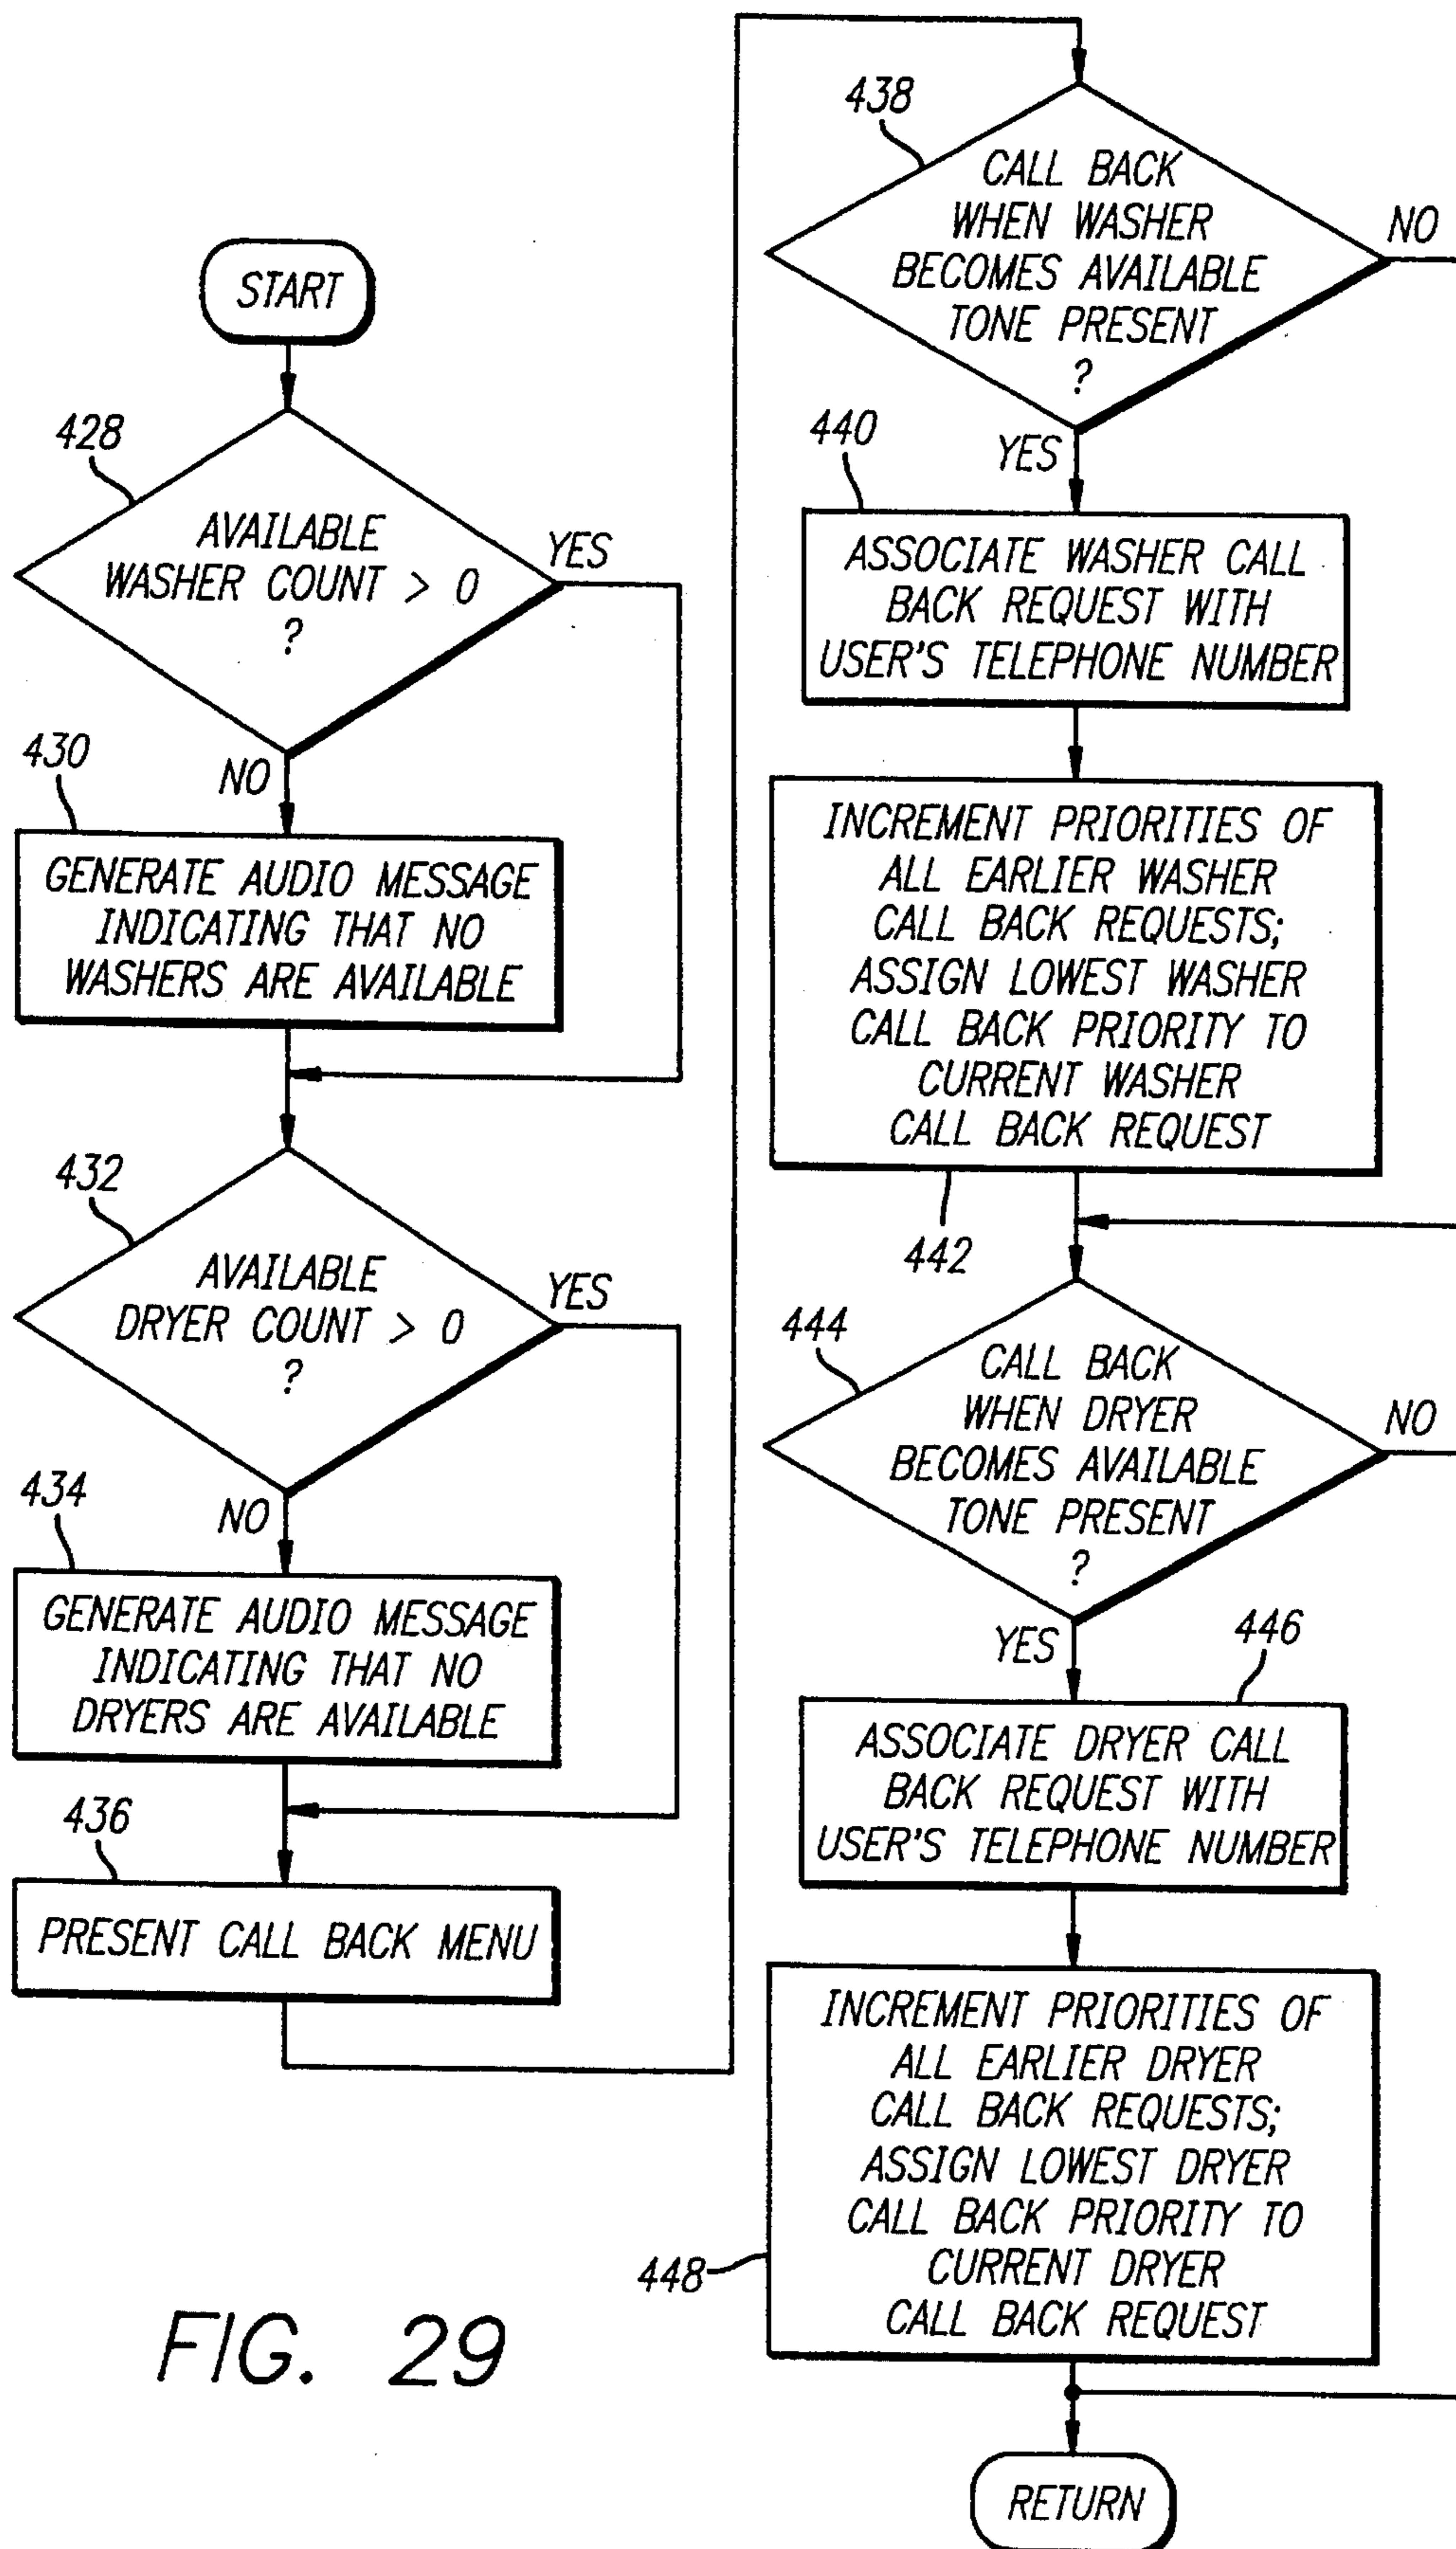 START
428
AVAILABLE
WASHER COUNT > 0
?
YES
NO
430
GENERATE AUDIO MESSAGE
INDICATING THAT NO
WASHERS ARE AVAILABLE
432
AVAILABLE
DRYER COUNT > 0
?
YES
NO
434
GENERATE AUDIO MESSAGE
INDICATING THAT NO
DRYERS ARE AVAILABLE
436
PRESENT CALL BACK MENU
438
CALL BACK
WHEN WASHER
BECOMES AVAILABLE
TONE PRESENT
?
NO
YES
440
ASSOCIATE WASHER CALL
BACK REQUEST WITH
USER'S TELEPHONE NUMBER
INCREMENT PRIORITIES OF
ALL EARLIER WASHER
CALL BACK REQUESTS;
ASSIGN LOWEST WASHER
CALL BACK PRIORITY TO
CURRENT WASHER
CALL BACK REQUEST
442
444
CALL BACK
WHEN DRYER
BECOMES AVAILABLE
TONE PRESENT
?
NO
YES
446
ASSOCIATE DRYER CALL
BACK REQUEST WITH
USER'S TELEPHONE NUMBER
INCREMENT PRIORITIES OF
ALL EARLIER DRYER
CALL BACK REQUESTS;
ASSIGN LOWEST DRYER
CALL BACK PRIORITY TO
CURRENT DRYER
CALL BACK REQUEST
448
RETURN
FIG. 29